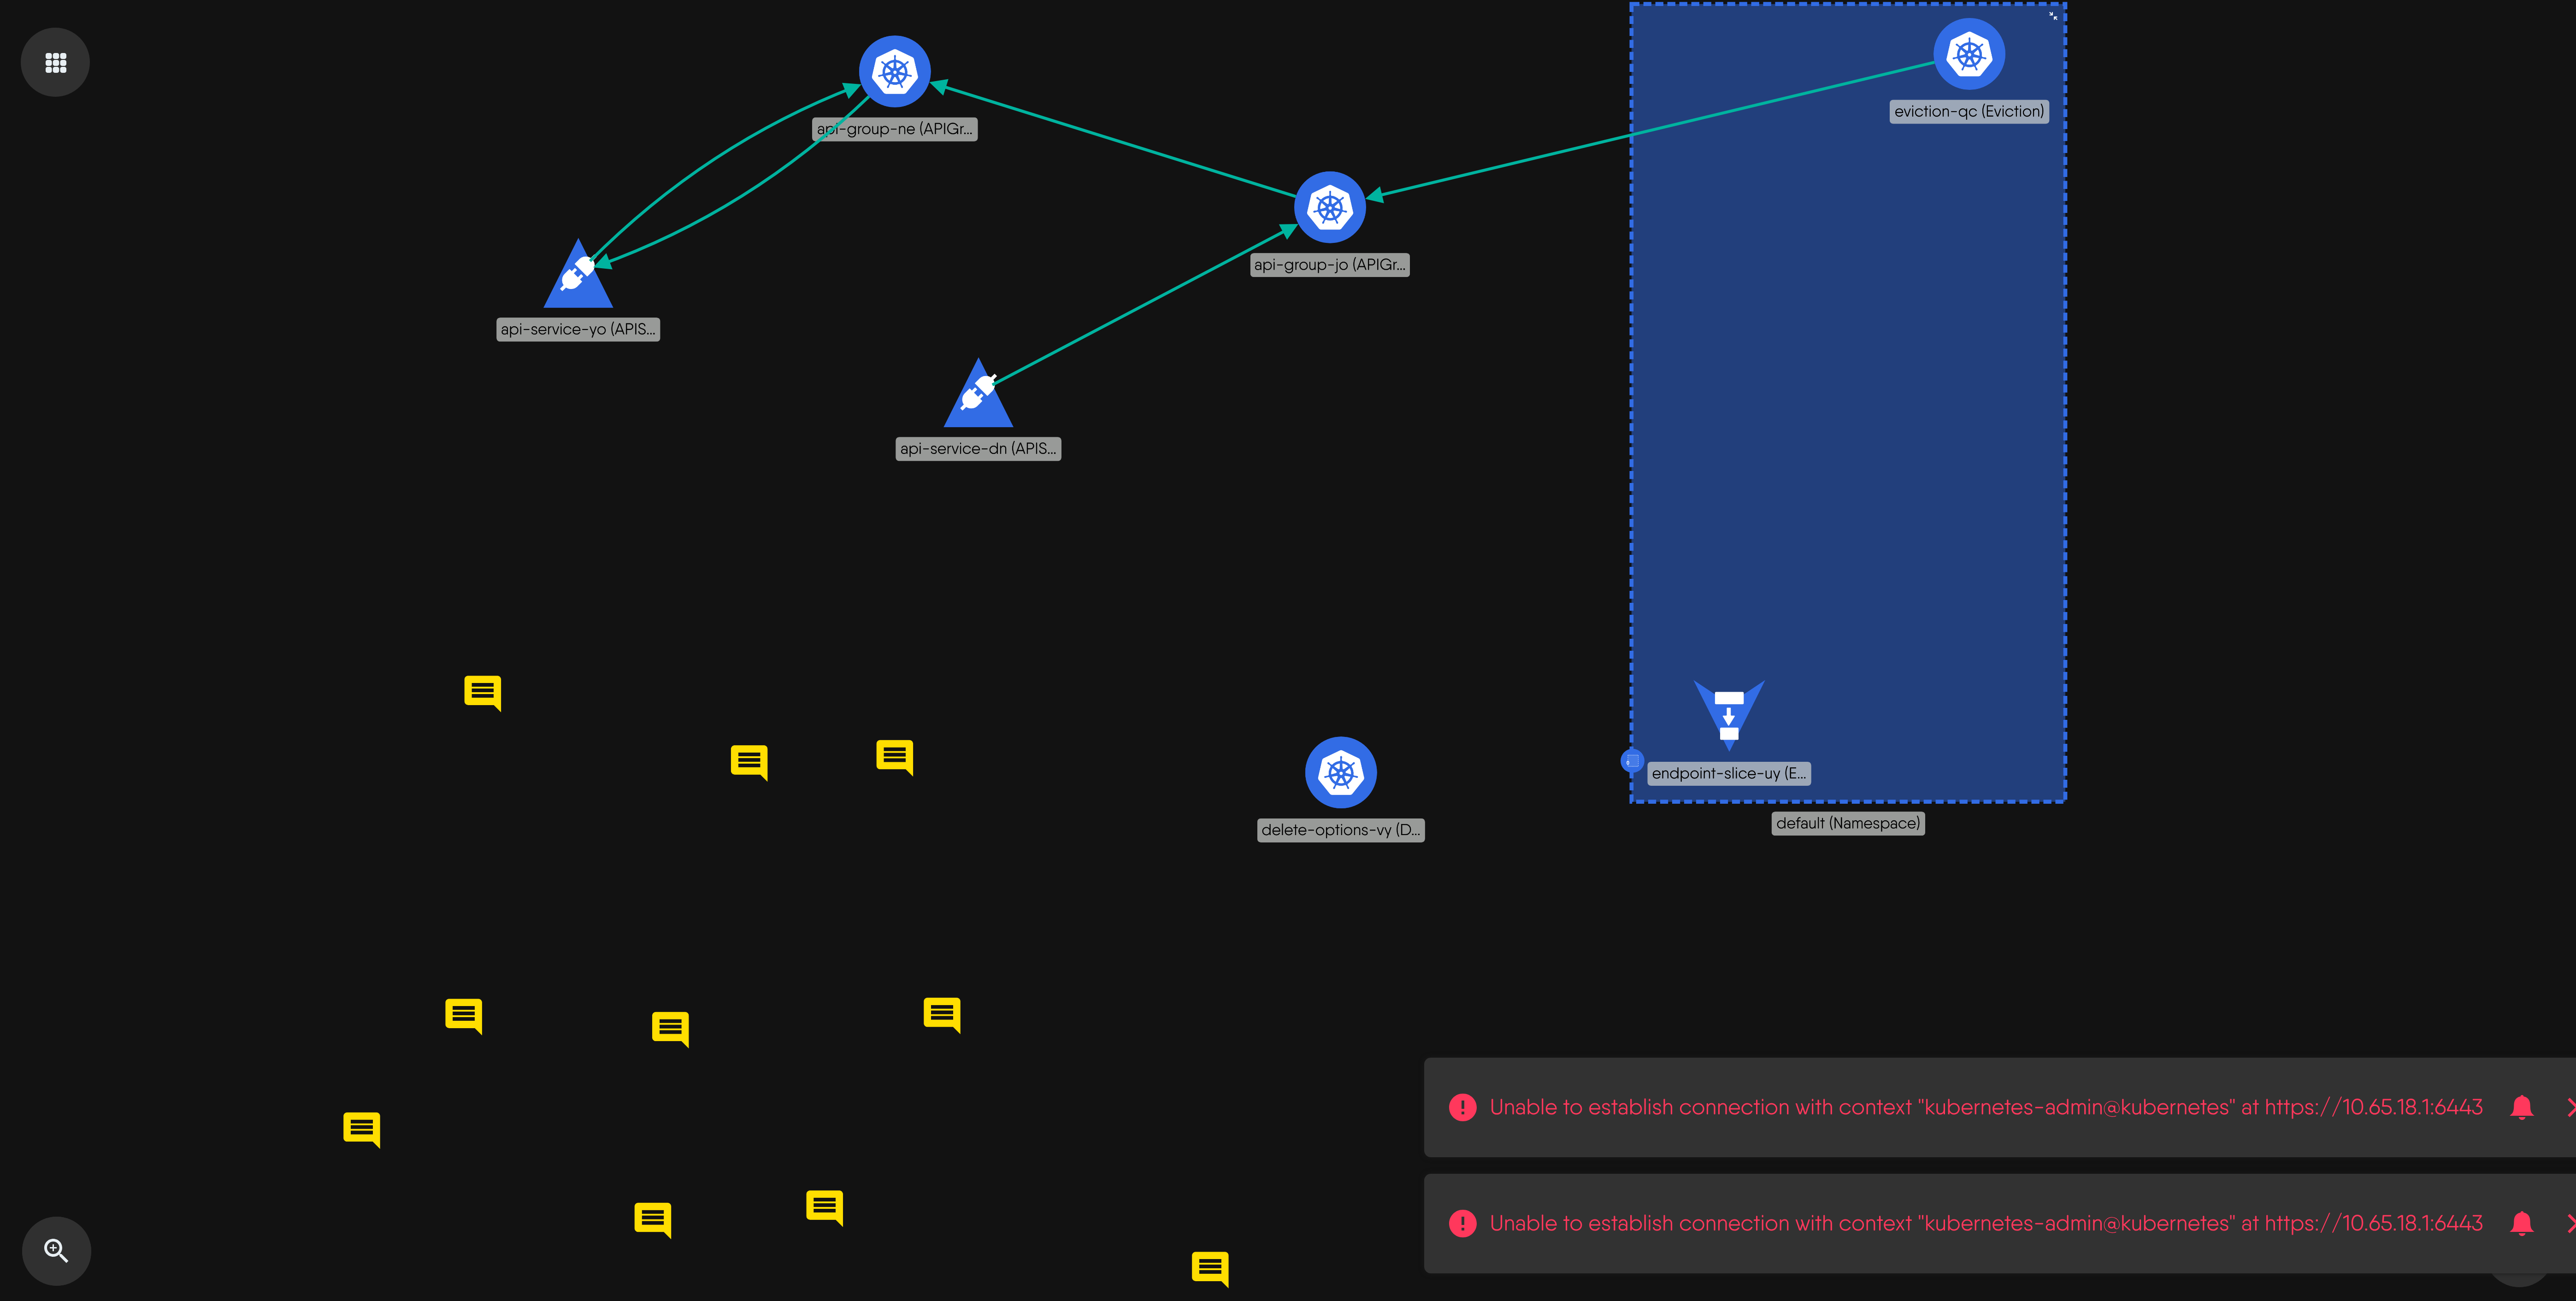 eviction-qc (Eviction)
api-group-ne (APIGr...
api-group-jo (APIGr...
api-service-yo (APIS...
api-service-dn (APIS...
endpoint-slice-uy (E...
default (Namespace)
delete-options-vy (D...
Unable to establish connection with context "kubernetes-admin@kubernetes" at https://10.65.18.1:6443
Unable to establish connection with context "kubernetes-admin@kubernetes" at https://10.65.18.1:6443